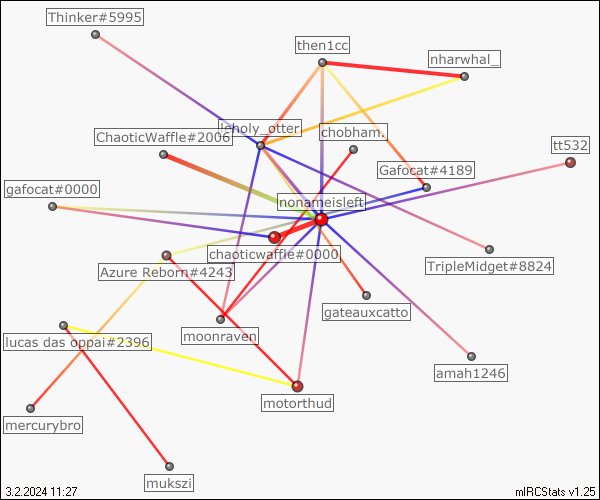 Thinker#5995
then1cc
nharwhal_
leholy_otter
ChaoticWaffle#2006
chobham.
tt532
Gafocat#4189
gafocat#0000
nonameisleft
chaoticwaffle#0000
Azure Reborn#4243
TripleMidget#8824
gateauxcatto
moonraven
lucas das oppai#2396
amah1246
motorthud
mercurybro
mukszi
3.2.2024 11:27
mIRCStats v1.25